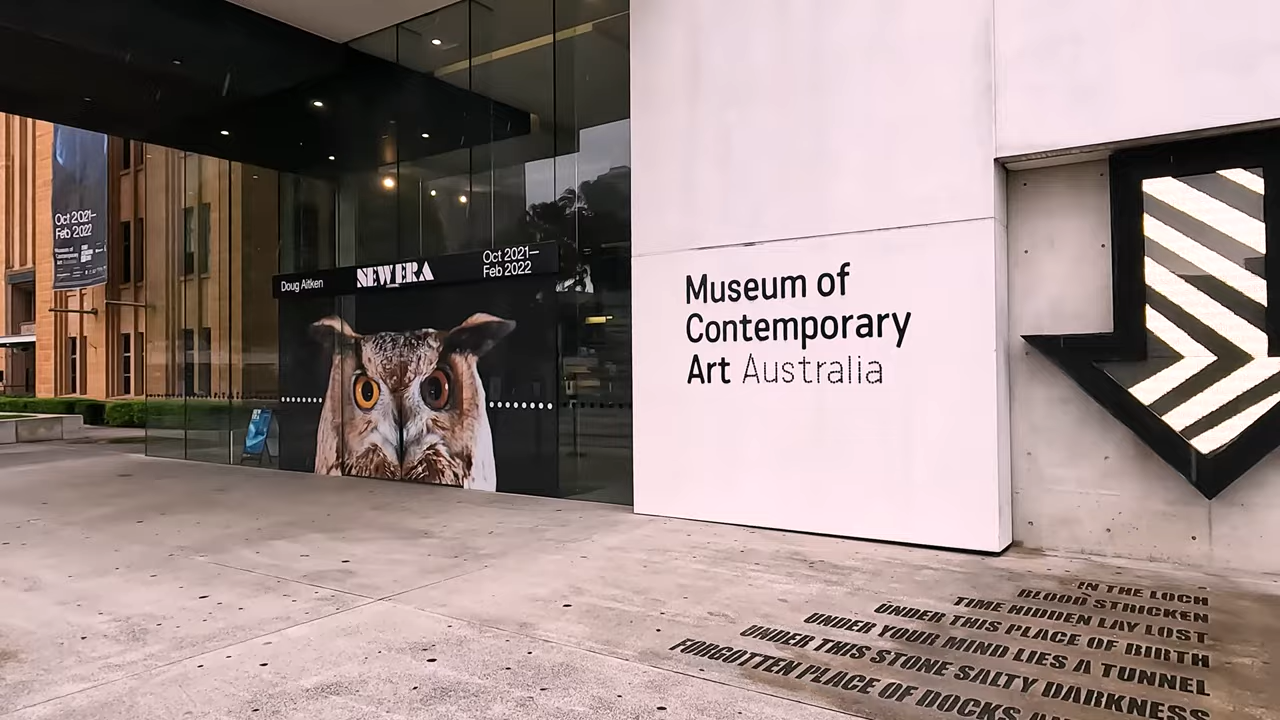 Oct 2021–
Feb 2022
Museum of
Contemporary
Art Australia
Doug Aitken
NEW ERA
Oct 2021–
Feb 2022
Museum of
Contemporary
Art Australia
IN THE LOCH
BLOOD STRICKEN
TIME HIDDEN LAY LOST
UNDER THIS PLACE OF BIRTH
UNDER YOUR MIND LIES A TUNNEL
UNDER THIS STONE SALTY DARKNESS
FORGOTTEN PLACE OF DOCKS